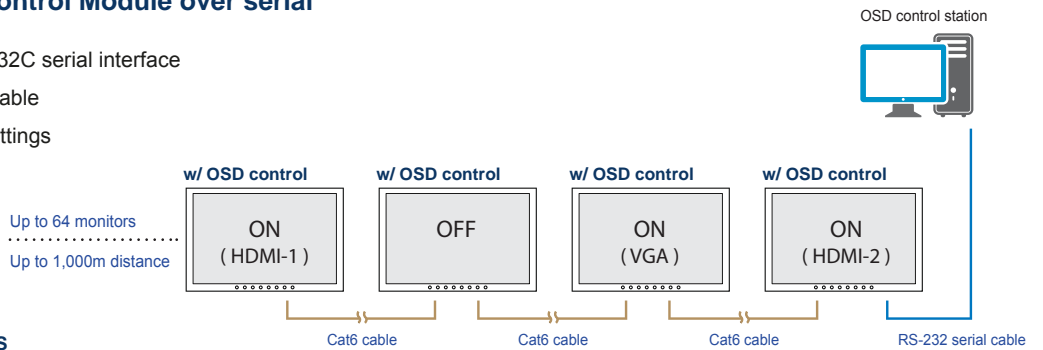 ontrol Module over serial
OSD control station
32C serial interface
able
ttings
w/ OSD control w/ OSD control w/ OSD control w/ OSD control
Up to 64 monitors
Up to 1,000m distance
ON OFF ON ON
( HDMI-1 ) ( VGA ) ( HDMI-2 )
Cat6 cable Cat6 cable Cat6 cable RS-232 serial cable
s